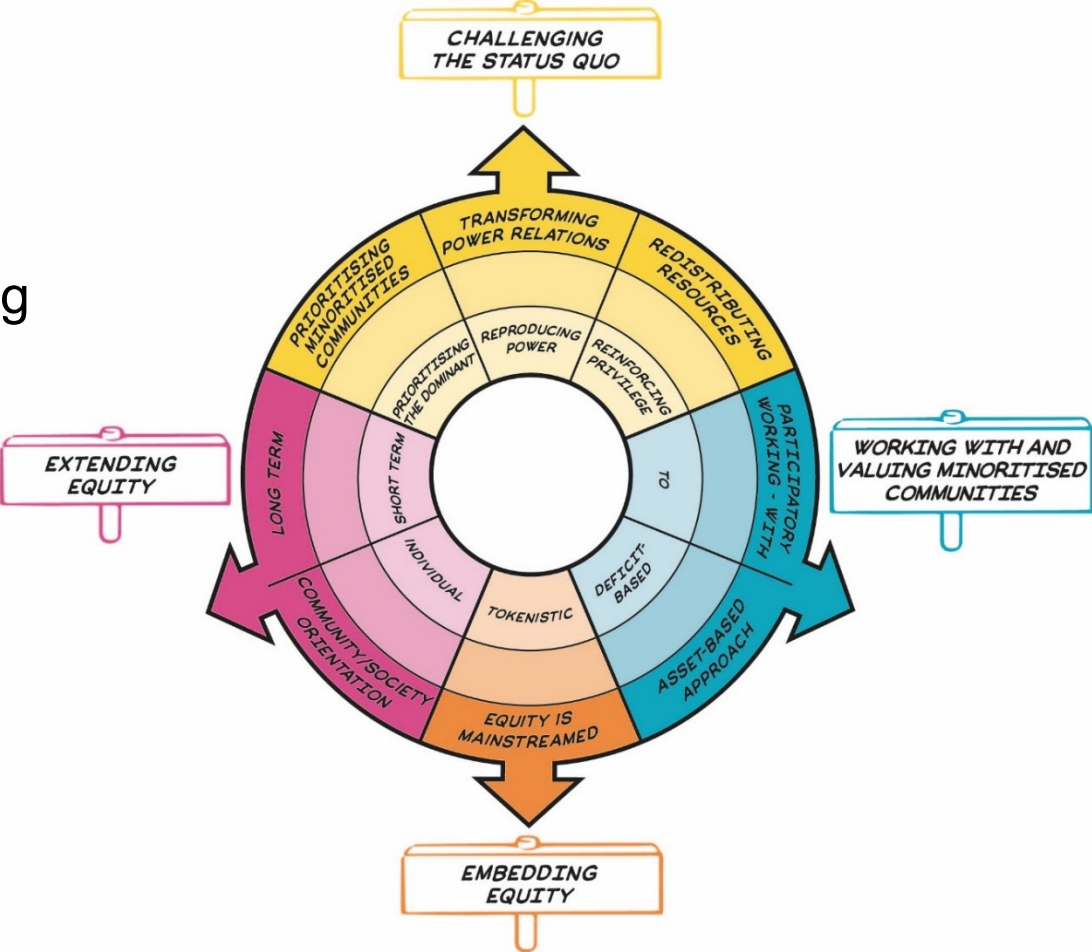 CHALLENGING
THE STATUS QUO
TRANSFORMING
POWER RELATIONS
PRIORITISING
MINORITISED
COMMUNITIES
REDISTRIBUTING
RESOURCES
g
REPRODUCING
POWER
PRIORITISING
THE DOMINANT
REINFORCING
PRIVILEGE
EXTENDING
EQUITY
LONG TERM
SHORT TERM
TO
PARTICIPATORY
WORKING - WITH
WORKING WITH AND
VALUING MINORITISED
COMMUNITIES
INDIVIDUAL
DEFICIT-
BASED
TOKENISTIC
COMMUNITY/SOCIETY
ORIENTATION
ASSET-BASED
APPROACH
EQUITY IS
MAINSTREAMED
EMBEDDING
EQUITY